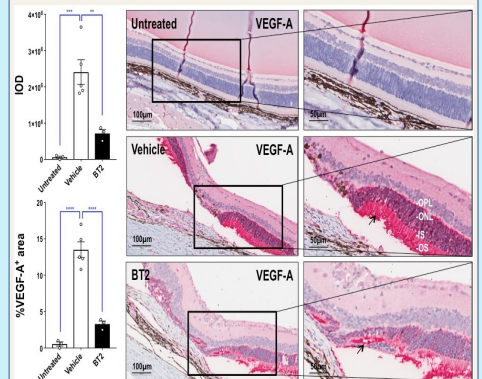 4×10⁶
3×10⁶
2×10⁶
1×10⁶
0
IOD
***
**
Untreated
Vehicle
BT2
20
15
10
5
0
%VEGF-A⁺ area
****
****
Untreated
Vehicle
BT2
Untreated
VEGF-A
100µm
50µm
Vehicle
VEGF-A
100µm
-OPL
-ONL
-IS
-OS
50µm
BT2
VEGF-A
100µm
50µm